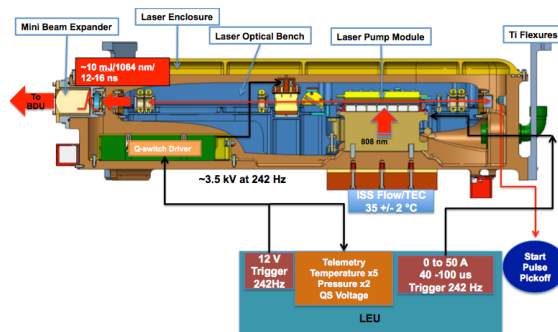 Mini Beam Expander
Laser Enclosure
Laser Optical Bench
Laser Pump Module
Ti Flexures
~10 mJ/1064 nm/
12-16 ns
To
BDU
808 nm
Q-switch Driver
~3.5 kV at 242 Hz
ISS Flow/TEC
35 +/- 2 °C
12 V
Trigger
242Hz
Telemetry
Temperature x5
Pressure x2
QS Voltage
0 to 50 A
40 -100 us
Trigger 242 Hz
Start
Pulse
Pickoff
LEU